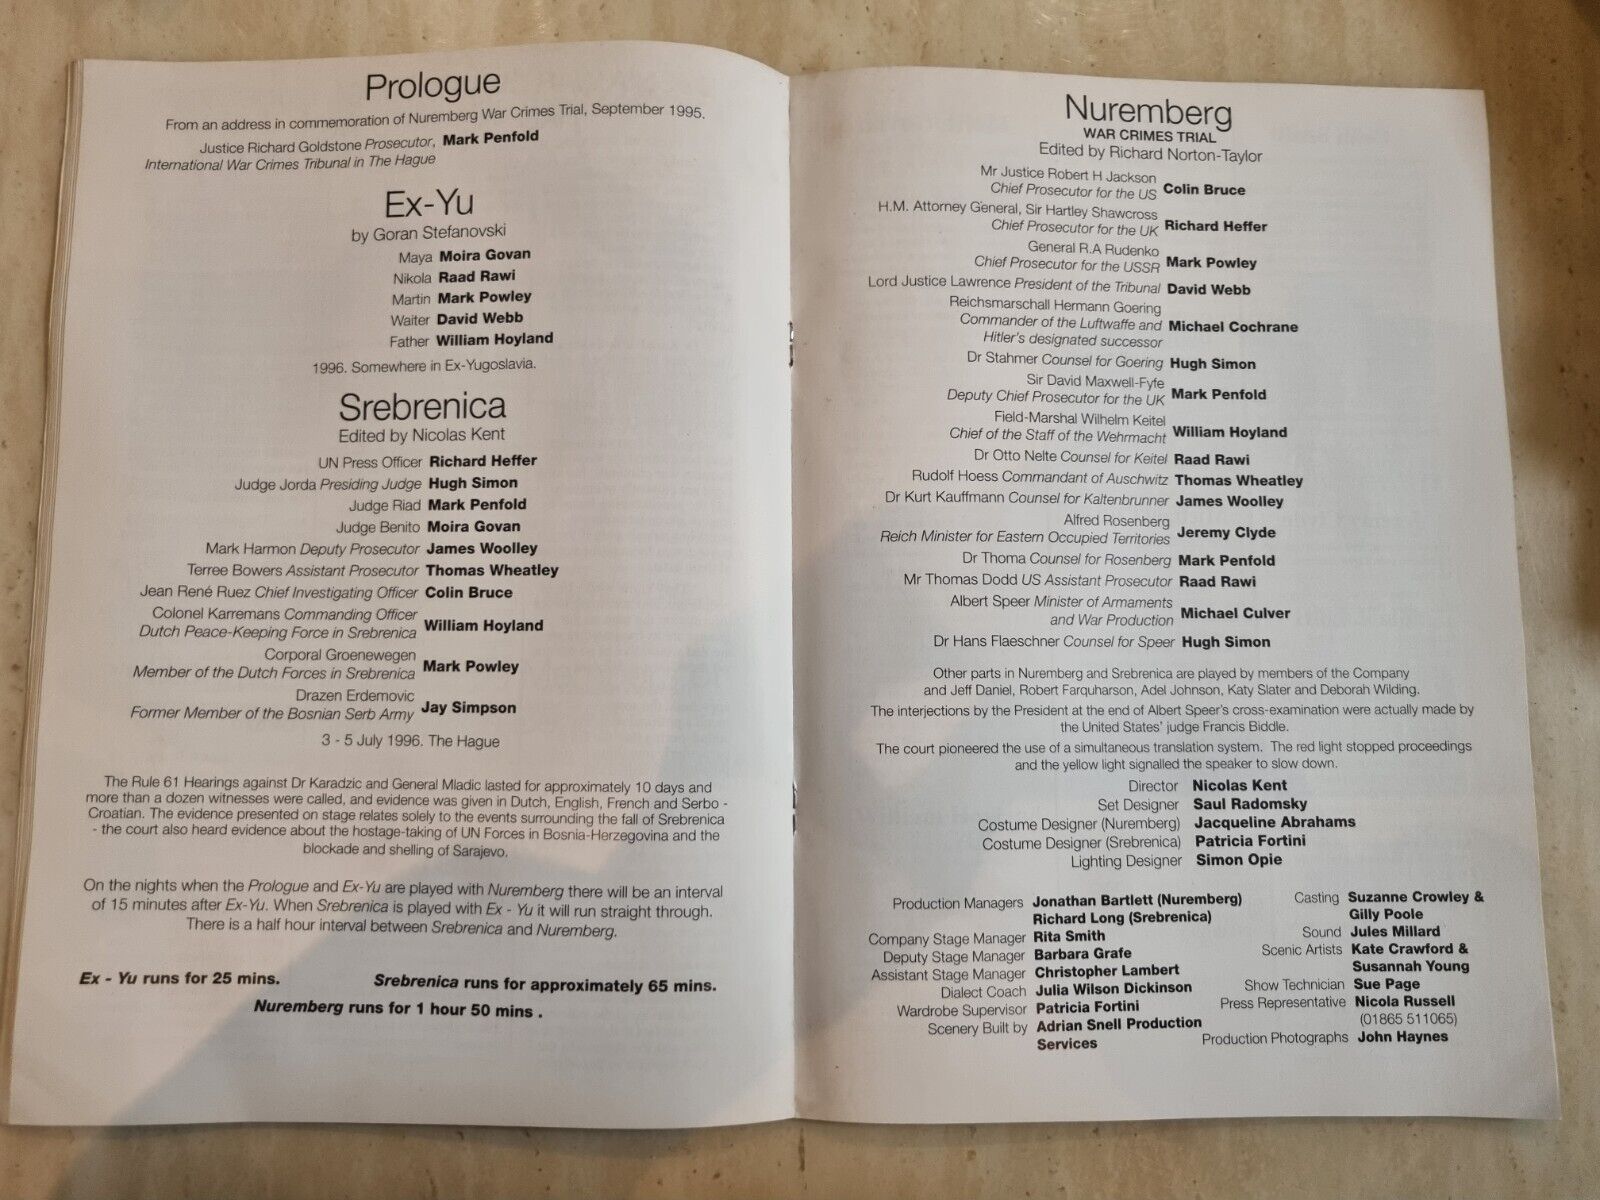 Prologue
From an address in commemoration of Nuremberg War Crimes Trial, September 1995.
Justice Richard Goldstone Prosecutor, Mark Penfold
International War Crimes Tribunal in The Hague
Ex-Yu
by Goran Stefanovski
Maya Moira Govan
Nikola Raad Rawi
Martin Mark Powley
Waiter David Webb
Father William Hoyland
1996. Somewhere in Ex-Yugoslavia.
Srebrenica
Edited by Nicolas Kent
UN Press Officer Richard Heffer
Judge Jorda Presiding Judge Hugh Simon
Judge Riad Mark Penfold
Judge Benito Moira Govan
Mark Harmon Deputy Prosecutor James Woolley
Terree Bowers Assistant Prosecutor Thomas Wheatley
Jean René Ruez Chief Investigating Officer Colin Bruce
Colonel Karremans Commanding Officer
Dutch Peace-Keeping Force in Srebrenica William Hoyland
Corporal Groenewegen
Member of the Dutch Forces in Srebrenica Mark Powley
Drazen Erdemovic
Former Member of the Bosnian Serb Army Jay Simpson
3 - 5 July 1996. The Hague
The Rule 61 Hearings against Dr Karadzic and General Mladic lasted for approximately 10 days and
more than a dozen witnesses were called, and evidence was given in Dutch, English, French and Serbo -
Croatian. The evidence presented on stage relates solely to the events surrounding the fall of Srebrenica
- the court also heard evidence about the hostage-taking of UN Forces in Bosnia-Herzegovina and the
blockade and shelling of Sarajevo.
On the nights when the Prologue and Ex-Yu are played with Nuremberg there will be an interval
of 15 minutes after Ex-Yu. When Srebrenica is played with Ex - Yu it will run straight through.
There is a half hour interval between Srebrenica and Nuremberg.
Ex - Yu runs for 25 mins. Srebrenica runs for approximately 65 mins.
Nuremberg runs for 1 hour 50 mins .
Nuremberg
WAR CRIMES TRIAL
Edited by Richard Norton-Taylor
Mr Justice Robert H Jackson
Chief Prosecutor for the US Colin Bruce
H.M. Attorney General, Sir Hartley Shawcross
Chief Prosecutor for the UK Richard Heffer
General R.A Rudenko
Chief Prosecutor for the USSR Mark Powley
Lord Justice Lawrence President of the Tribunal David Webb
Reichsmarschall Hermann Goering
Commander of the Luftwaffe and Michael Cochrane
Hitler's designated successor
Dr Stahmer Counsel for Goering Hugh Simon
Sir David Maxwell-Fyfe
Deputy Chief Prosecutor for the UK Mark Penfold
Field-Marshal Wilhelm Keitel
Chief of the Staff of the Wehrmacht William Hoyland
Dr Otto Nelte Counsel for Keitel Raad Rawi
Rudolf Hoess Commandant of Auschwitz Thomas Wheatley
Dr Kurt Kauffmann Counsel for Kaltenbrunner James Woolley
Alfred Rosenberg
Reich Minister for Eastern Occupied Territories Jeremy Clyde
Dr Thoma Counsel for Rosenberg Mark Penfold
Mr Thomas Dodd US Assistant Prosecutor Raad Rawi
Albert Speer Minister of Armaments
and War Production Michael Culver
Dr Hans Flaeschner Counsel for Speer Hugh Simon
Other parts in Nuremberg and Srebrenica are played by members of the Company
and Jeff Daniel, Robert Farquharson, Adel Johnson, Katy Slater and Deborah Wilding.
The interjections by the President at the end of Albert Speer's cross-examination were actually made by
the United States' judge Francis Biddle.
The court pioneered the use of a simultaneous translation system. The red light stopped proceedings
and the yellow light signalled the speaker to slow down.
Director Nicolas Kent
Set Designer Saul Radomsky
Costume Designer (Nuremberg) Jacqueline Abrahams
Costume Designer (Srebrenica) Patricia Fortini
Lighting Designer Simon Opie
Production Managers Jonathan Bartlett (Nuremberg)
Richard Long (Srebrenica)
Company Stage Manager Rita Smith
Deputy Stage Manager Barbara Grafe
Assistant Stage Manager Christopher Lambert
Dialect Coach Julia Wilson Dickinson
Wardrobe Supervisor Patricia Fortini
Scenery Built by Adrian Snell Production
Services
Casting Suzanne Crowley &
Gilly Poole
Sound Jules Millard
Scenic Artists Kate Crawford &
Susannah Young
Show Technician Sue Page
Press Representative Nicola Russell
(01865 511065)
Production Photographs John Haynes